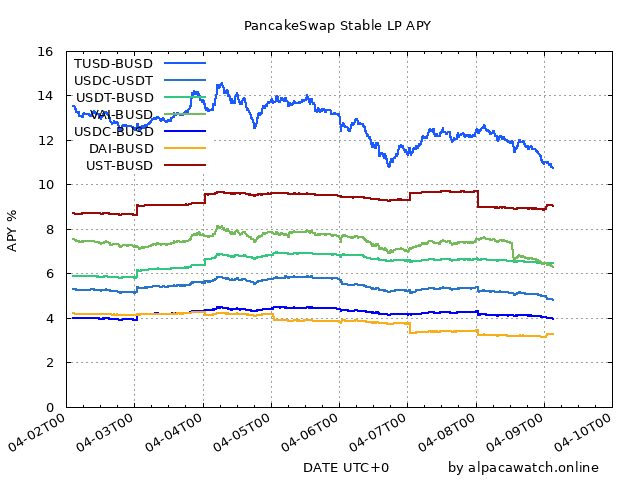 PancakeSwap Stable LP APY
16
14
12
10
8
6
4
2
0
APY %
TUSD-BUSD
USDC-USDT
USDT-BUSD
VAI-BUSD
USDC-BUSD
DAI-BUSD
UST-BUSD
04-02T00
04-03T00
04-04T00
04-05T00
04-06T00
04-07T00
04-08T00
04-09T00
04-10T00
DATE UTC+0
by alpacawatch.online